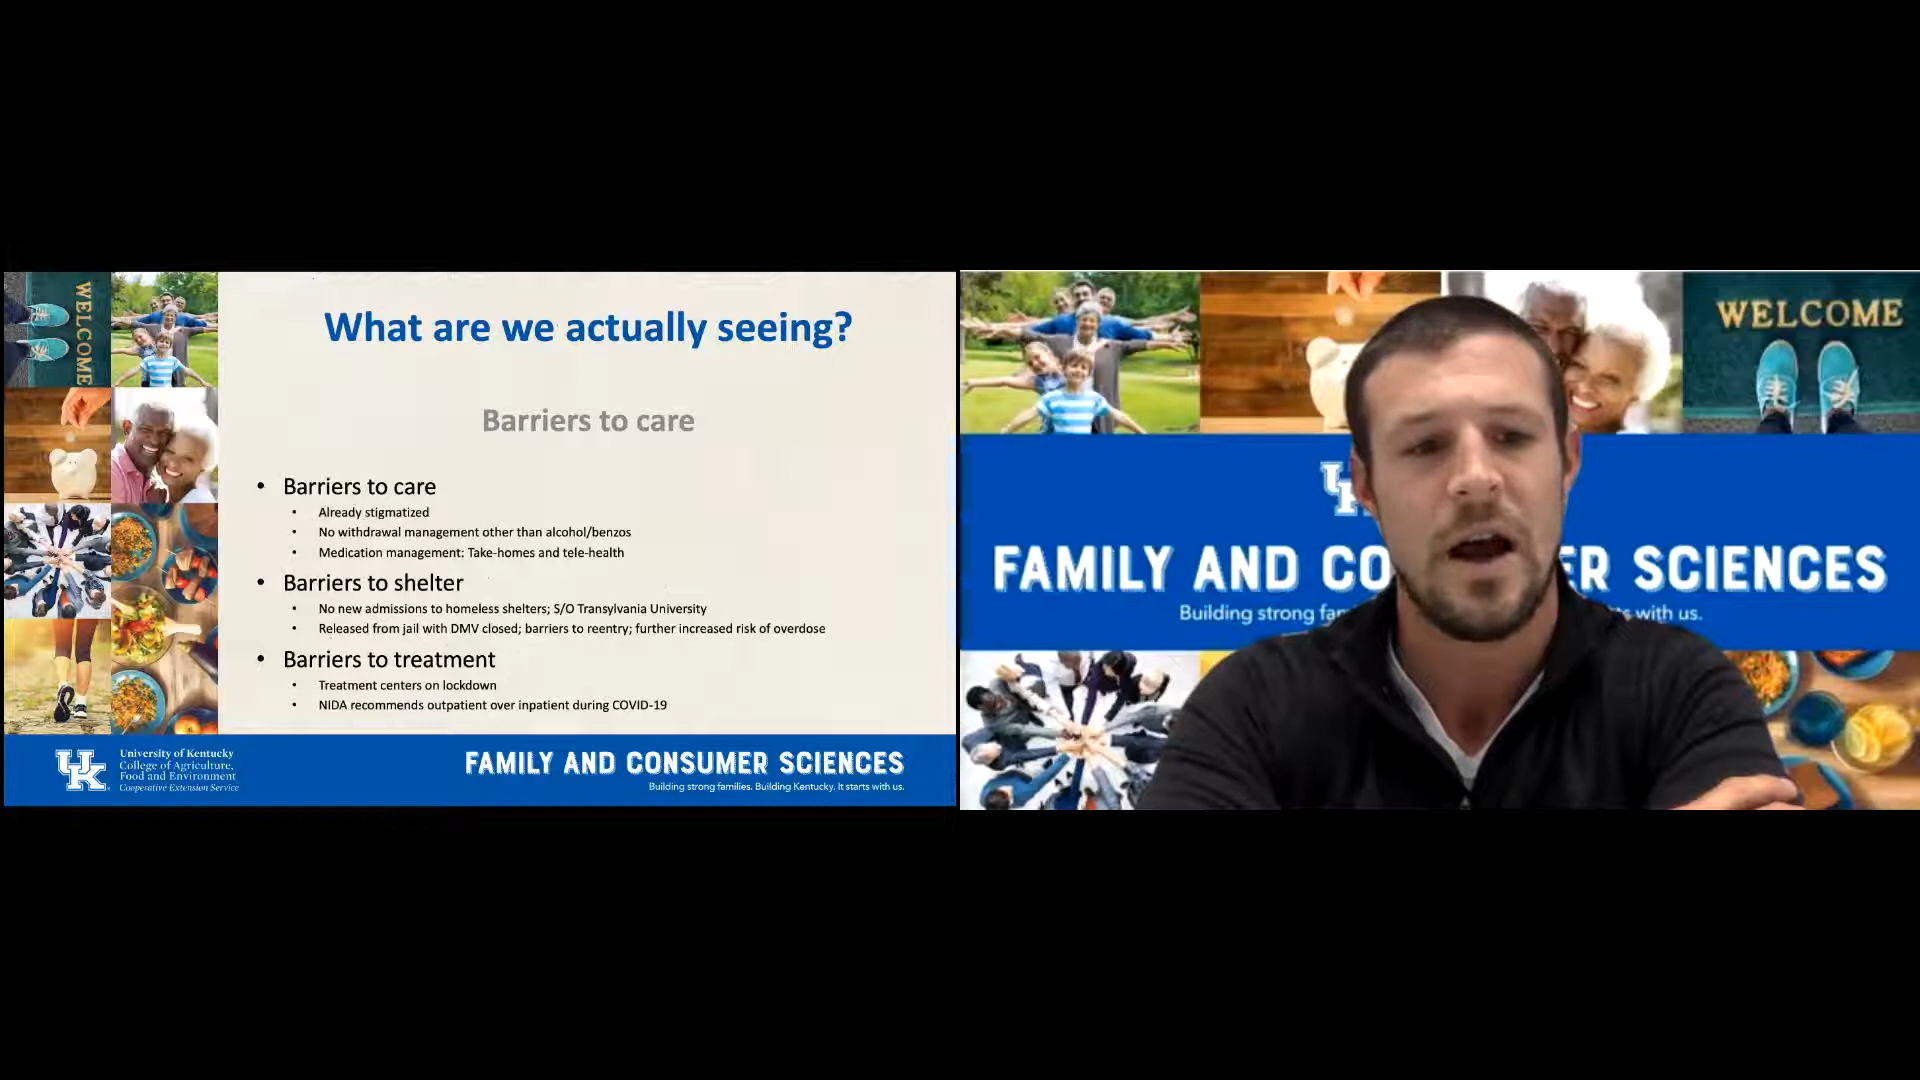 WELCOME
What are we actually seeing?
Barriers to care
• Barriers to care
• Already stigmatized
• No withdrawal management other than alcohol/benzos
• Medication management: Take-homes and tele-health
• Barriers to shelter
• No new admissions to homeless shelters; S/O Transylvania University
• Released from jail with DMV closed; barriers to reentry; further increased risk of overdose
• Barriers to treatment
• Treatment centers on lockdown
• NIDA recommends outpatient over inpatient during COVID-19
UK
University of Kentucky
College of Agriculture,
Food and Environment
Cooperative Extension Service
FAMILY AND CONSUMER SCIENCES
Building strong families. Building Kentucky. It starts with us.
WELCOME
UK
FAMILY AND CO ER SCIENCES
Building strong fam s with us.